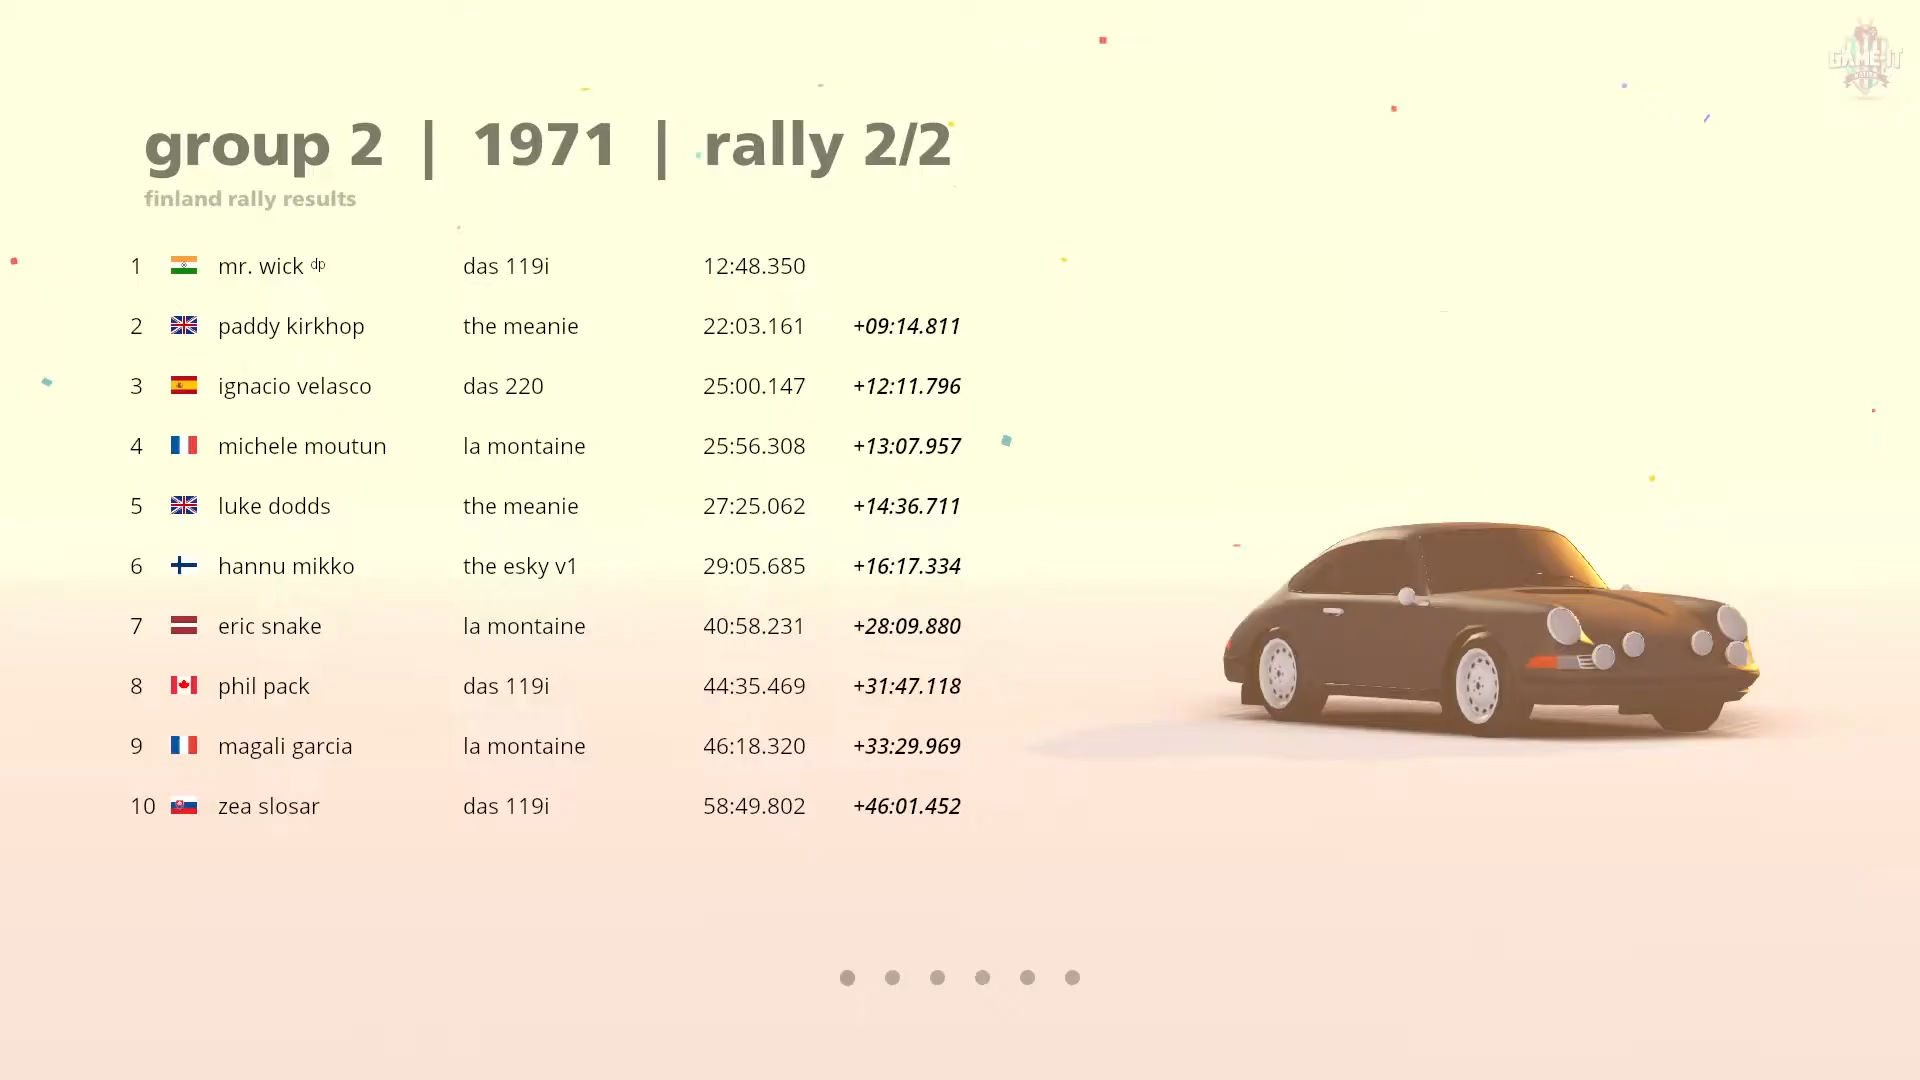 GAME-IT
NATION
group 2 | 1971 | rally 2/2
finland rally results
1 mr. wick dp das 119i 12:48.350
2 paddy kirkhop the meanie 22:03.161 +09:14.811
3 ignacio velasco das 220 25:00.147 +12:11.796
4 michele moutun la montaine 25:56.308 +13:07.957
5 luke dodds the meanie 27:25.062 +14:36.711
6 hannu mikko the esky v1 29:05.685 +16:17.334
7 eric snake la montaine 40:58.231 +28:09.880
8 phil pack das 119i 44:35.469 +31:47.118
9 magali garcia la montaine 46:18.320 +33:29.969
10 zea slosar das 119i 58:49.802 +46:01.452